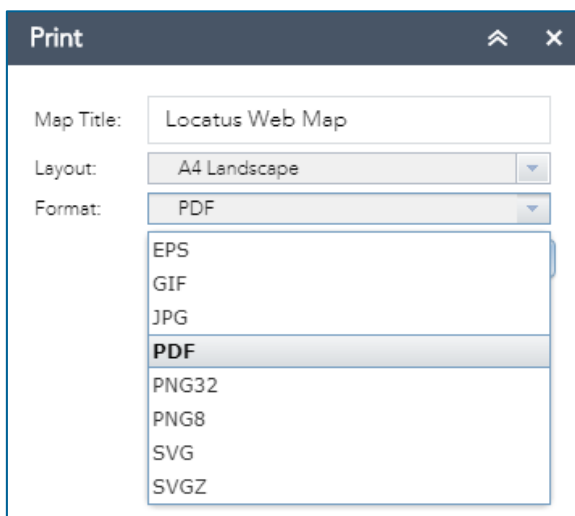 Print
Map Title: Locatus Web Map
Layout: A4 Landscape
Format: PDF
EPS
GIF
JPG
PDF
PNG32
PNG8
SVG
SVGZ